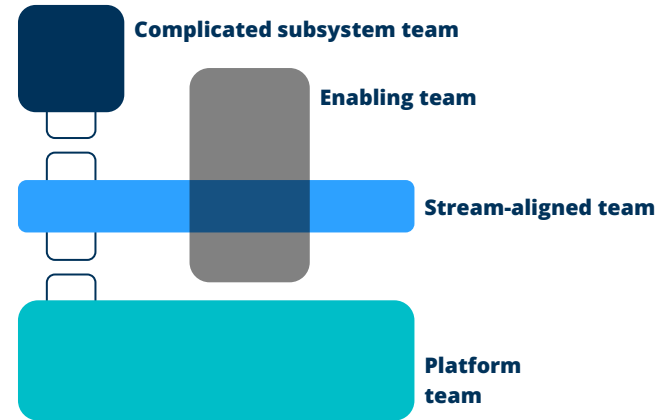 Complicated subsystem team
Enabling team
Stream-aligned team
Platform
team